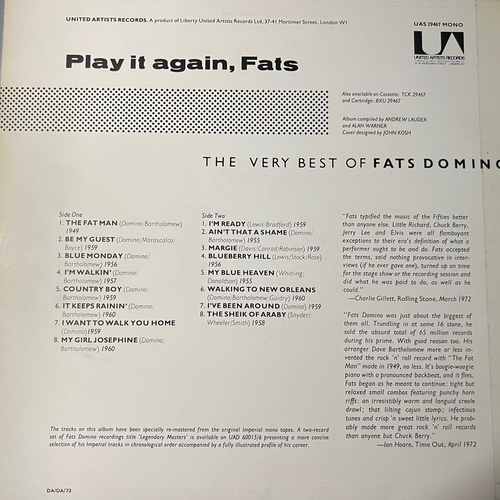 UNITED ARTISTS RECORDS. A product of Liberty United Artists Records Ltd, 37-41 Mortimer Street, London W1
UAS 29467 MONO
UA
UNITED ARTISTS RECORDS
Play it again, Fats
Also available on Cassette: TCK 29467
and Cartridge: 8XU 29467
Album compiled by ANDREW LAUDER
and ALAN WARNER
Cover designed by JOHN KOSH
THE VERY BEST OF FATS DOMINO
Side One
1. THE FAT MAN (Domino/Bartholomew)
1949
2. BE MY GUEST (Domino/Marascalco/
Boyce) 1959
3. BLUE MONDAY (Domino/
Bartholomew) 1956
4. I'M WALKIN' (Domino/
Bartholomew) 1957
5. COUNTRY BOY (Domino/
Bartholomew) 1959
6. IT KEEPS RAININ' (Domino/
Bartholomew) 1960
7. I WANT TO WALK YOU HOME
(Domino) 1959
8. MY GIRL JOSEPHINE (Domino/
Bartholomew) 1960
Side Two
1. I'M READY (Lewis/Bradford) 1959
2. AIN'T THAT A SHAME (Domino/
Bartholomew) 1955
3. MARGIE (Davis/Conrad/Robinson) 1959
4. BLUEBERRY HILL (Lewis/Stock/Rose)
1956
5. MY BLUE HEAVEN (Whiting/
Donaldson) 1955
6. WALKING TO NEW ORLEANS
(Domino/Bartholomew/Guidry) 1960
7. I'VE BEEN AROUND (Domino) 1959
8. THE SHEIK OF ARABY (Snyder/
Wheeler/Smith) 1958
"Fats typified the music of the Fifties better
than anyone else. Little Richard, Chuck Berry,
Jerry Lee and Elvis were all flamboyant
exceptions to their era's definition of what a
performer ought to be and do. Fats accepted
the terms, said nothing provocative in inter-
views (if he ever gave one), turned up on time
for the stage show or the recording session and
did what he was paid to do, as well as he
could."
—Charlie Gillett, Rolling Stone, March 1972
"Fats Domino was just about the biggest of
them all. Trundling in at some 16 stone, he
sold the absurd total of 65 million records
during his prime. With good reason too. His
arranger Dave Bartholomew more or less in-
vented the rock 'n' roll record with "The Fat
Man" made in 1949, no less. It's boogie-woogie
piano with a pronounced backbeat, and it flies.
Fats began as he meant to continue: tight but
relaxed small combos featuring punchy horn
riffs: an irresistibly warm and languid creole
drawl; that lilting cajun stomp; infectious
tunes and crisp 'n sweet little lyrics. He prob-
ably made more great rock 'n' roll records
than anyone but Chuck Berry."
—Ian Hoare, Time Out, April 1972
The tracks on this album have been specially re-mastered from the original Imperial mono tapes. A two-record
set of Fats Domino recordings title 'Legendary Masters' is available on UAD 60015/6 presenting a more concise
selection of his Imperial tracks in chronological order accompanied by a fully illustrated profile of his career.
DA/DA/73